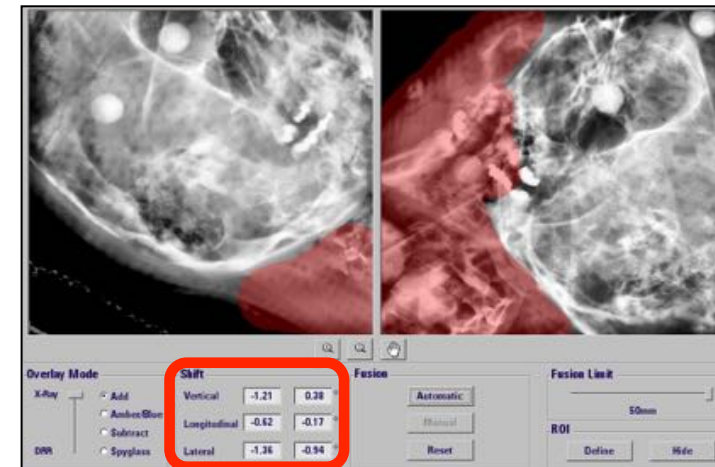 Overlay Mode Shift Fusion Fusion Limit
X-Ray Add Vertical -1.21 0.38 ° Automatic
Amber/Blue 50mm
Subtract Longitudinal -0.62 -0.17 ° Manual ROI
DRR Spyglass Lateral -1.36 -0.94 ° Reset Define Hide